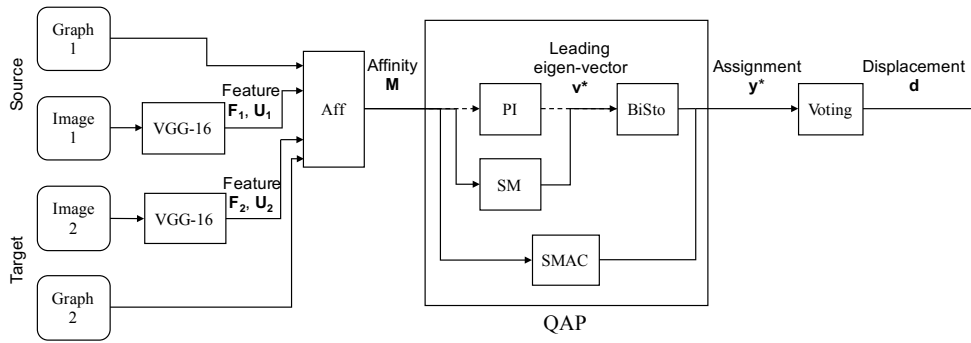 Source
Graph
1
Image
1
VGG-16
Feature
F₁, U₁
Target
Image
2
VGG-16
Feature
F₂, U₂
Graph
2
Aff
Affinity
M
PI
SM
SMAC
Leading
eigen-vector
v*
BiSto
QAP
Assignment
y*
Voting
Displacement
d